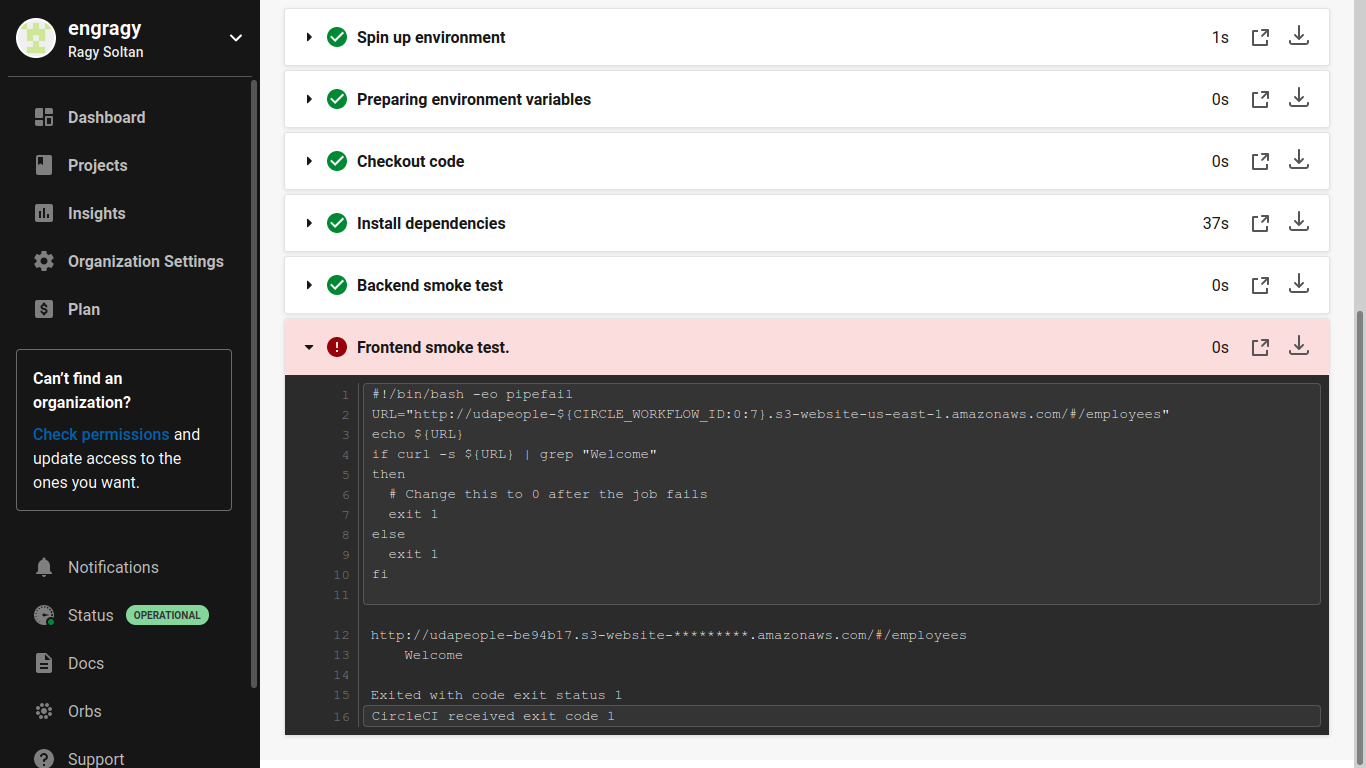 engragy
Ragy Soltan
Dashboard
Projects
Insights
Organization Settings
Plan
Can't find an
organization?
Check permissions and
update access to the
ones you want.
Notifications
Status OPERATIONAL
Docs
Orbs
Support
Spin up environment 1s
Preparing environment variables 0s
Checkout code 0s
Install dependencies 37s
Backend smoke test 0s
Frontend smoke test. 0s
1 #!/bin/bash -eo pipefail
2 URL="http://udapeople-${CIRCLE_WORKFLOW_ID:0:7}.s3-website-us-east-1.amazonaws.com/#/employees"
3 echo ${URL}
4 if curl -s ${URL} | grep "Welcome"
5 then
6 # Change this to 0 after the job fails
7 exit 1
8 else
9 exit 1
10 fi
11
12 http://udapeople-be94b17.s3-website-*********.amazonaws.com/#/employees
13 Welcome
14
15 Exited with code exit status 1
16 CircleCI received exit code 1